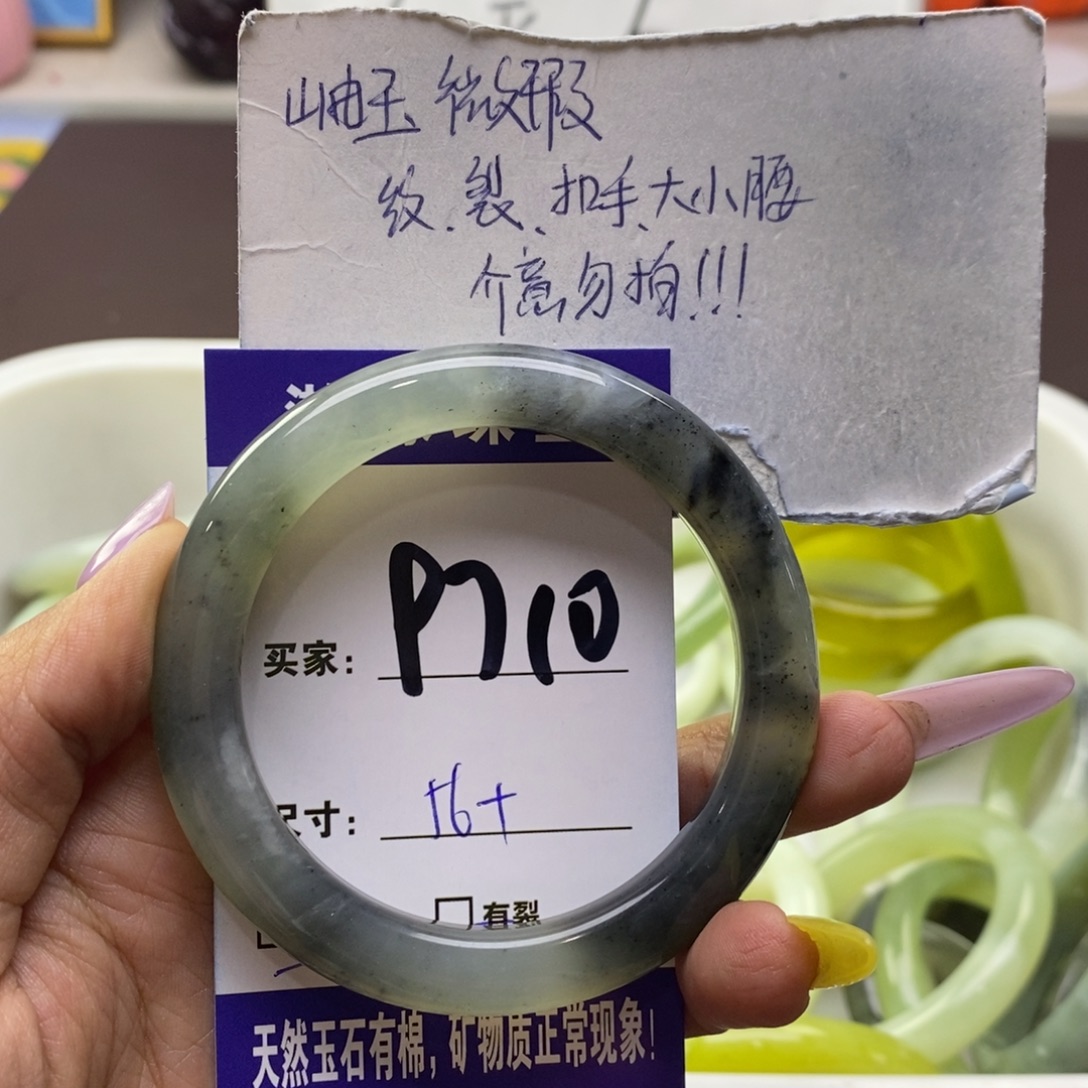 岫玉 微瑕
纹、裂、扣手、大小腰
介意勿拍!!!
买家: P710
尺寸: 56+
有裂
天然玉石有棉,矿物质正常现象!